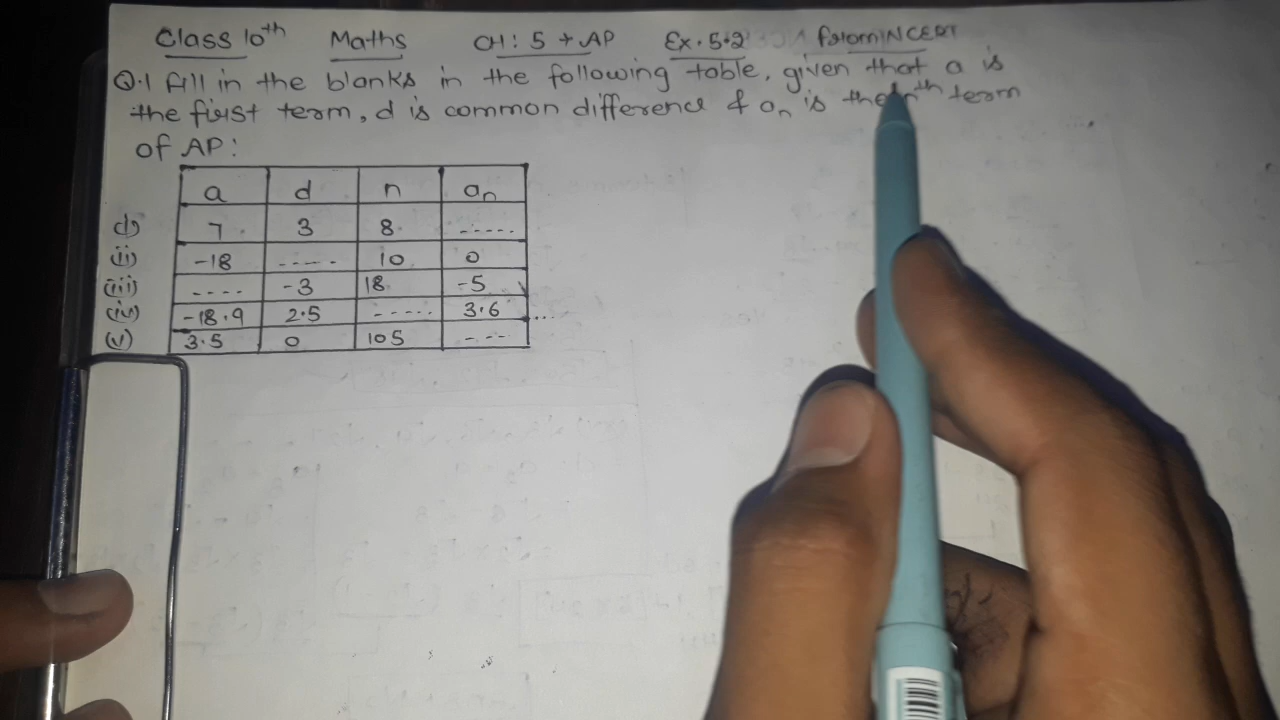 Class 10th Maths CH: 5 + AP Ex. 5.2 from NCERT
Q.1 fill in the blanks in the following table, given that a is
the first term, d is common difference & an is the nth term
of AP:
a d n an
(i) 7 3 8 .....
(ii) -18 ..... 10 0
(iii) .... -3 18 -5
(iv) -18.9 2.5 ..... 3.6 ....
(v) 3.5 0 105 ---